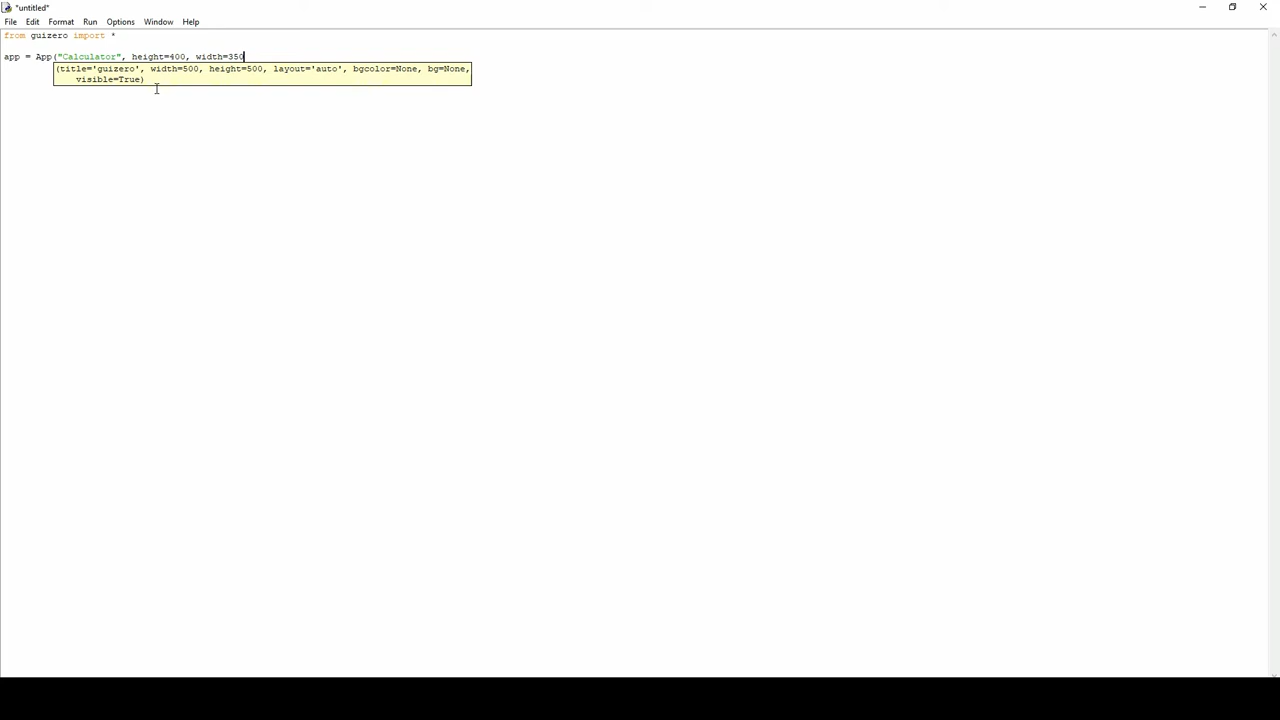 *untitled*
File Edit Format Run Options Window Help
from guizero import *
app = App("Calculator", height=400, width=350
(title='guizero', width=500, height=500, layout='auto', bgcolor=None, bg=None,
visible=True)